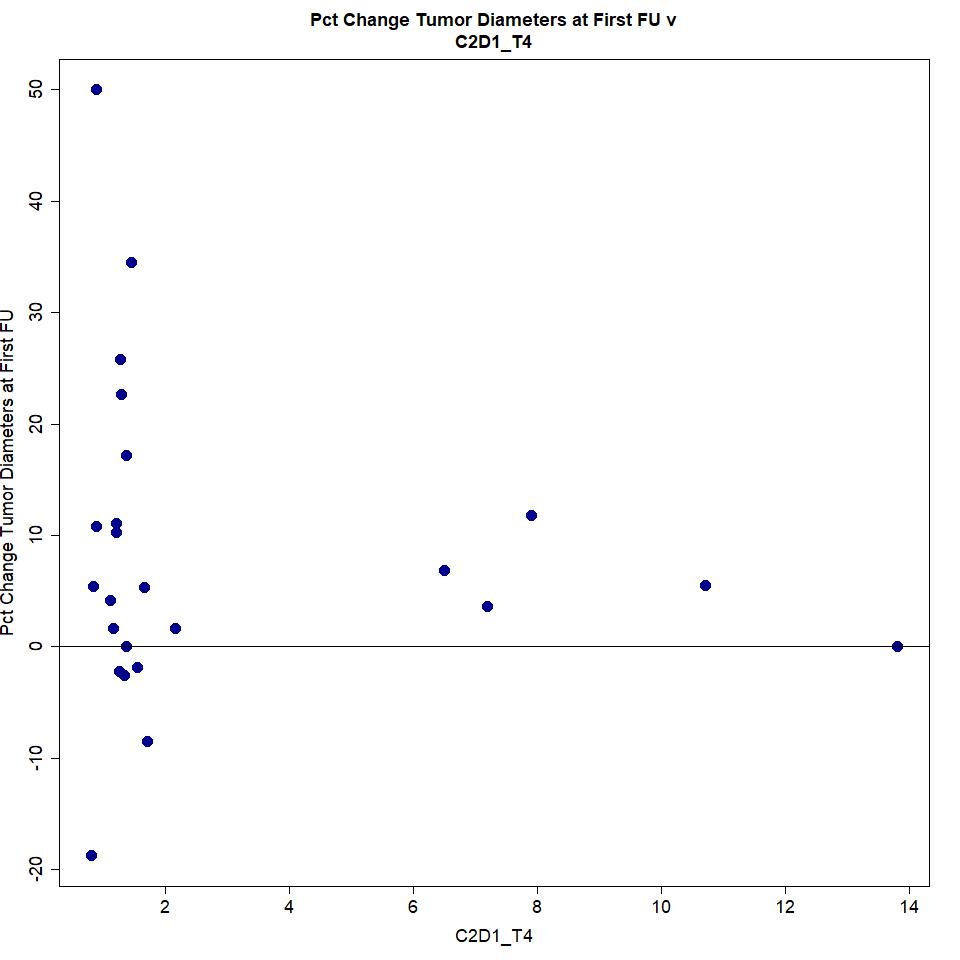 Pct Change Tumor Diameters at First FU v
C2D1_T4
Pct Change Tumor Diameters at First FU
50
40
30
20
10
0
-10
-20
2 4 6 8 10 12 14
C2D1_T4